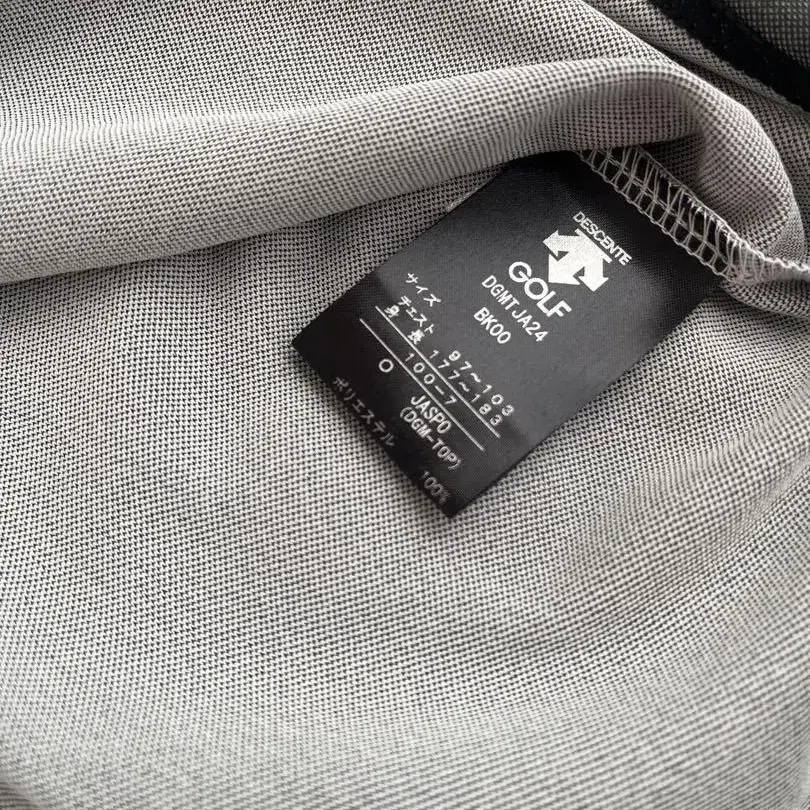 DESCENTE
GOLF
DGMTJA24
BK00
サイズ
チェスト 97〜103
身　長 177〜183
100-7
O JASPO
(DGM-TOP)
ポリエステル 100%